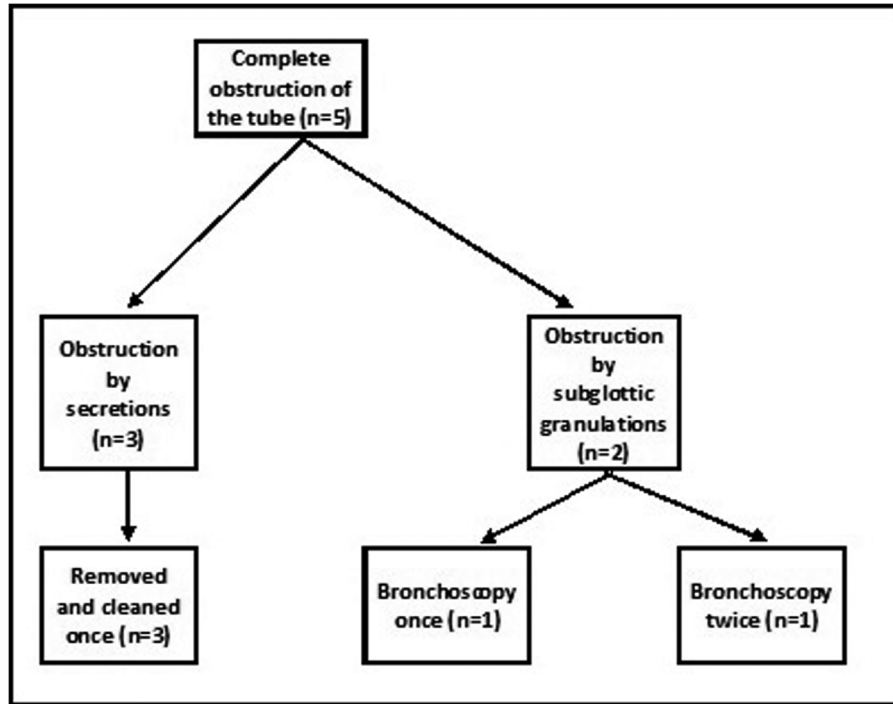 Complete
obstruction of
the tube (n=5)
Obstruction
by
secretions
(n=3)
Obstruction
by
subglottic
granulations
(n=2)
Removed
and cleaned
once (n=3)
Bronchoscopy
once (n=1)
Bronchoscopy
twice (n=1)